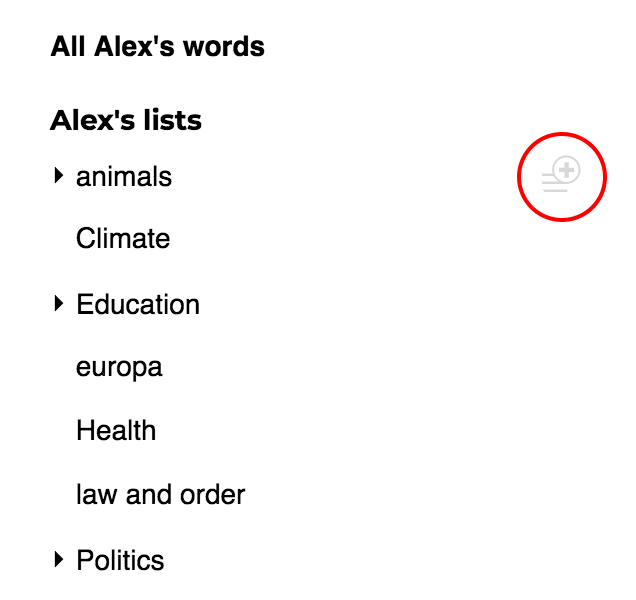 All Alex's words
Alex's lists
animals
Climate
Education
europa
Health
law and order
Politics